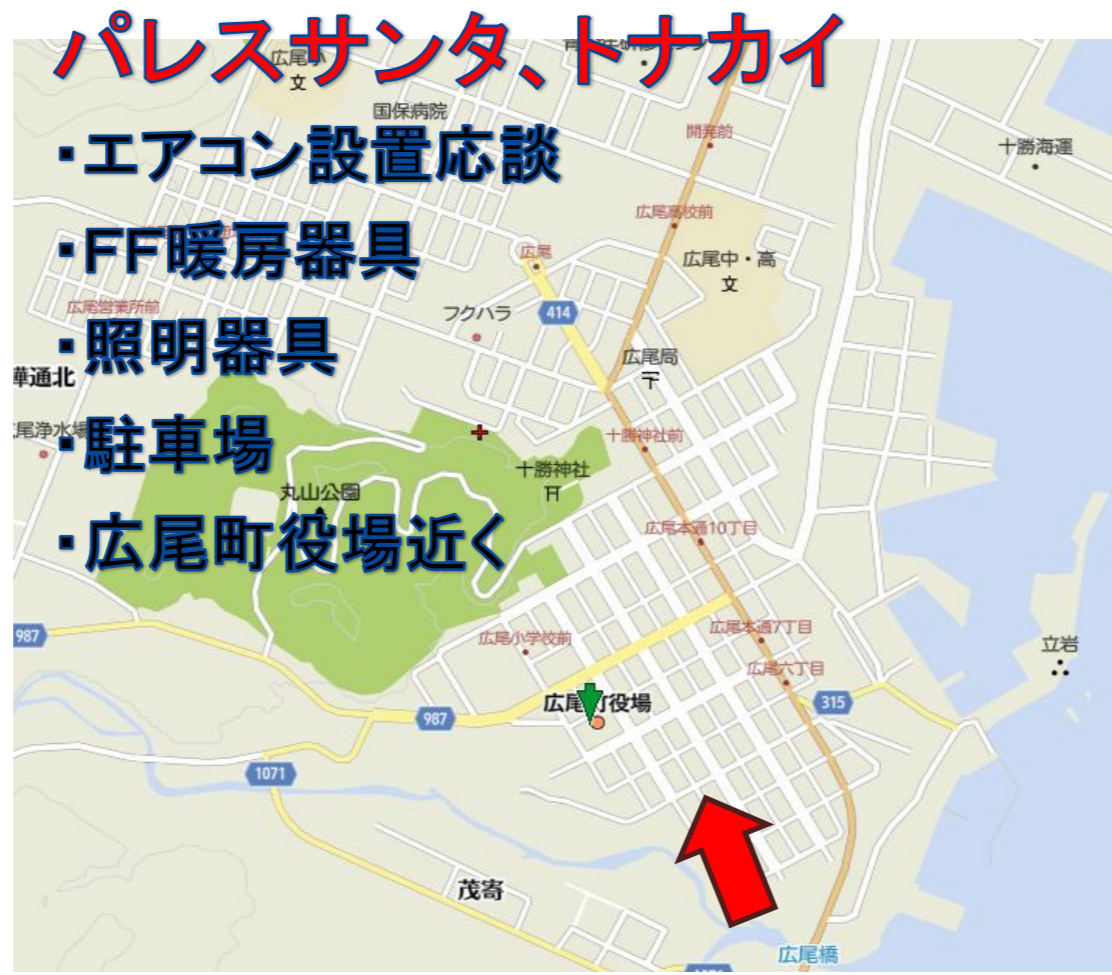 パレスサンタ、トナカイ
・エアコン設置応談
・FF暖房器具
・照明器具
・駐車場
・広尾町役場近く
広尾小
文
国保病院
開発前
十勝海運
広尾高校前
広尾中・高
文
広尾
フクハラ
414
広尾営業所前
広尾局
十勝神社前
十勝神社
丸山公園
広尾本通10丁目
広尾小学校前
広尾本通7丁目
広尾六丁目
立岩
987
987
広尾町役場
315
1071
茂寄
広尾橋